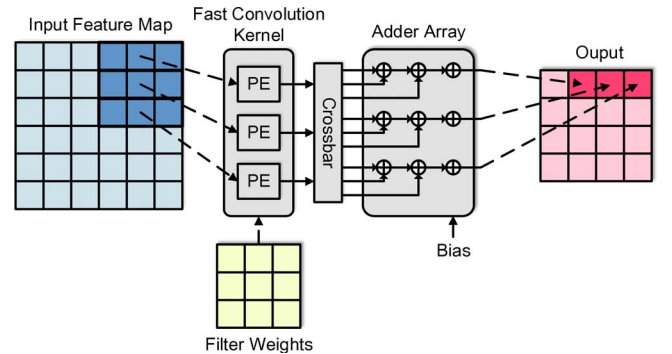 Input Feature Map
Fast Convolution
Kernel
Adder Array
Ouput
PE
PE
PE
Crossbar
Bias
Filter Weights